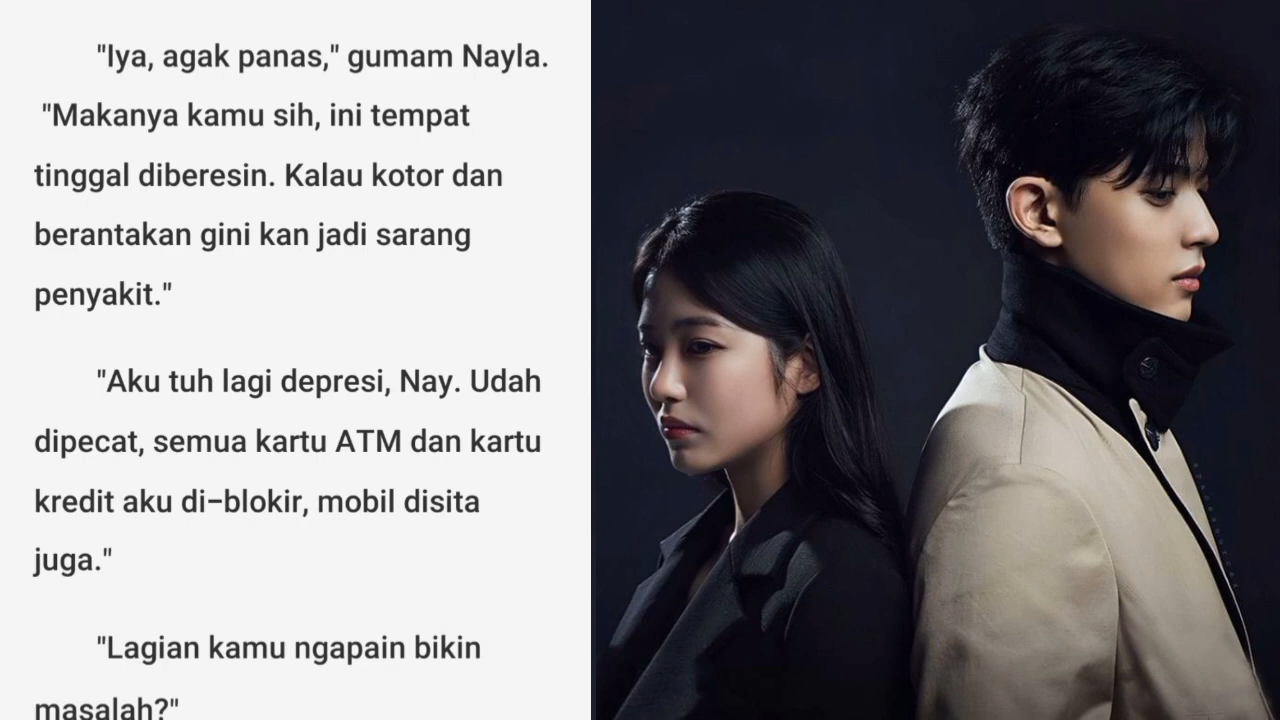 "Iya, agak panas," gumam Nayla.
"Makanya kamu sih, ini tempat
tinggal diberesin. Kalau kotor dan
berantakan gini kan jadi sarang
penyakit."
"Aku tuh lagi depresi, Nay. Udah
dipecat, semua kartu ATM dan kartu
kredit aku di-blokir, mobil disita
juga."
"Lagian kamu ngapain bikin
masalah?"